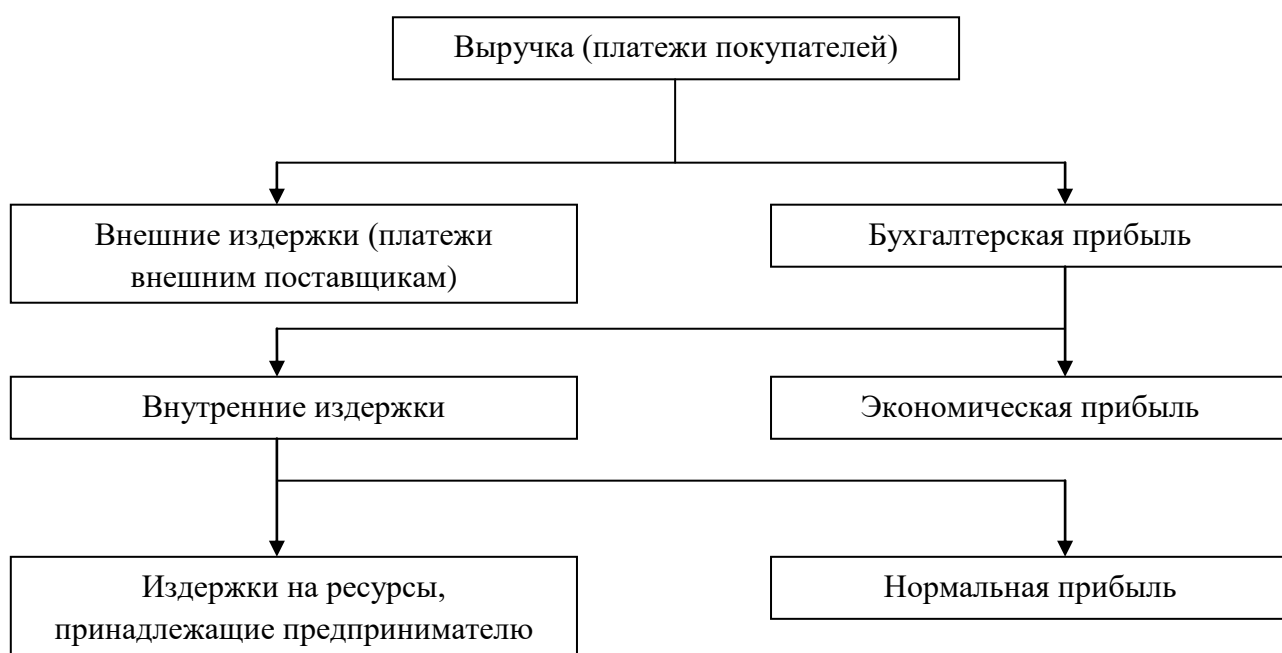 Выручка (платежи покупателей)
Внешние издержки (платежи
внешним поставщикам)
Бухгалтерская прибыль
Внутренние издержки
Экономическая прибыль
Издержки на ресурсы,
принадлежащие предпринимателю
Нормальная прибыль